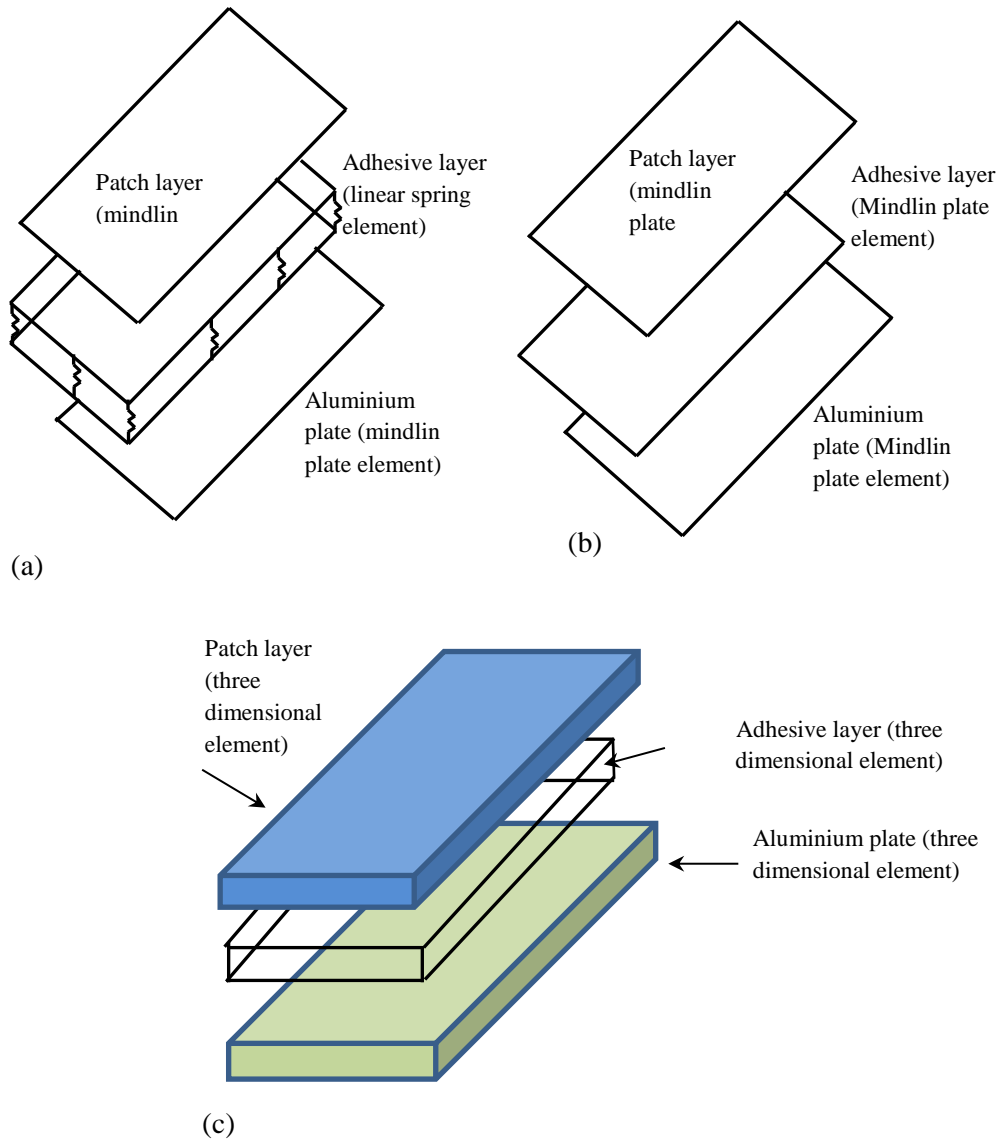 Patch layer
(mindlin
Adhesive layer
(linear spring
element)
Aluminium
plate (mindlin
plate element)
(a)
Patch layer
(mindlin
plate
Adhesive layer
(Mindlin plate
element)
Aluminium
plate (Mindlin
plate element)
(b)
Patch layer
(three
dimensional
element)
Adhesive layer (three
dimensional element)
Aluminium plate (three
dimensional element)
(c)